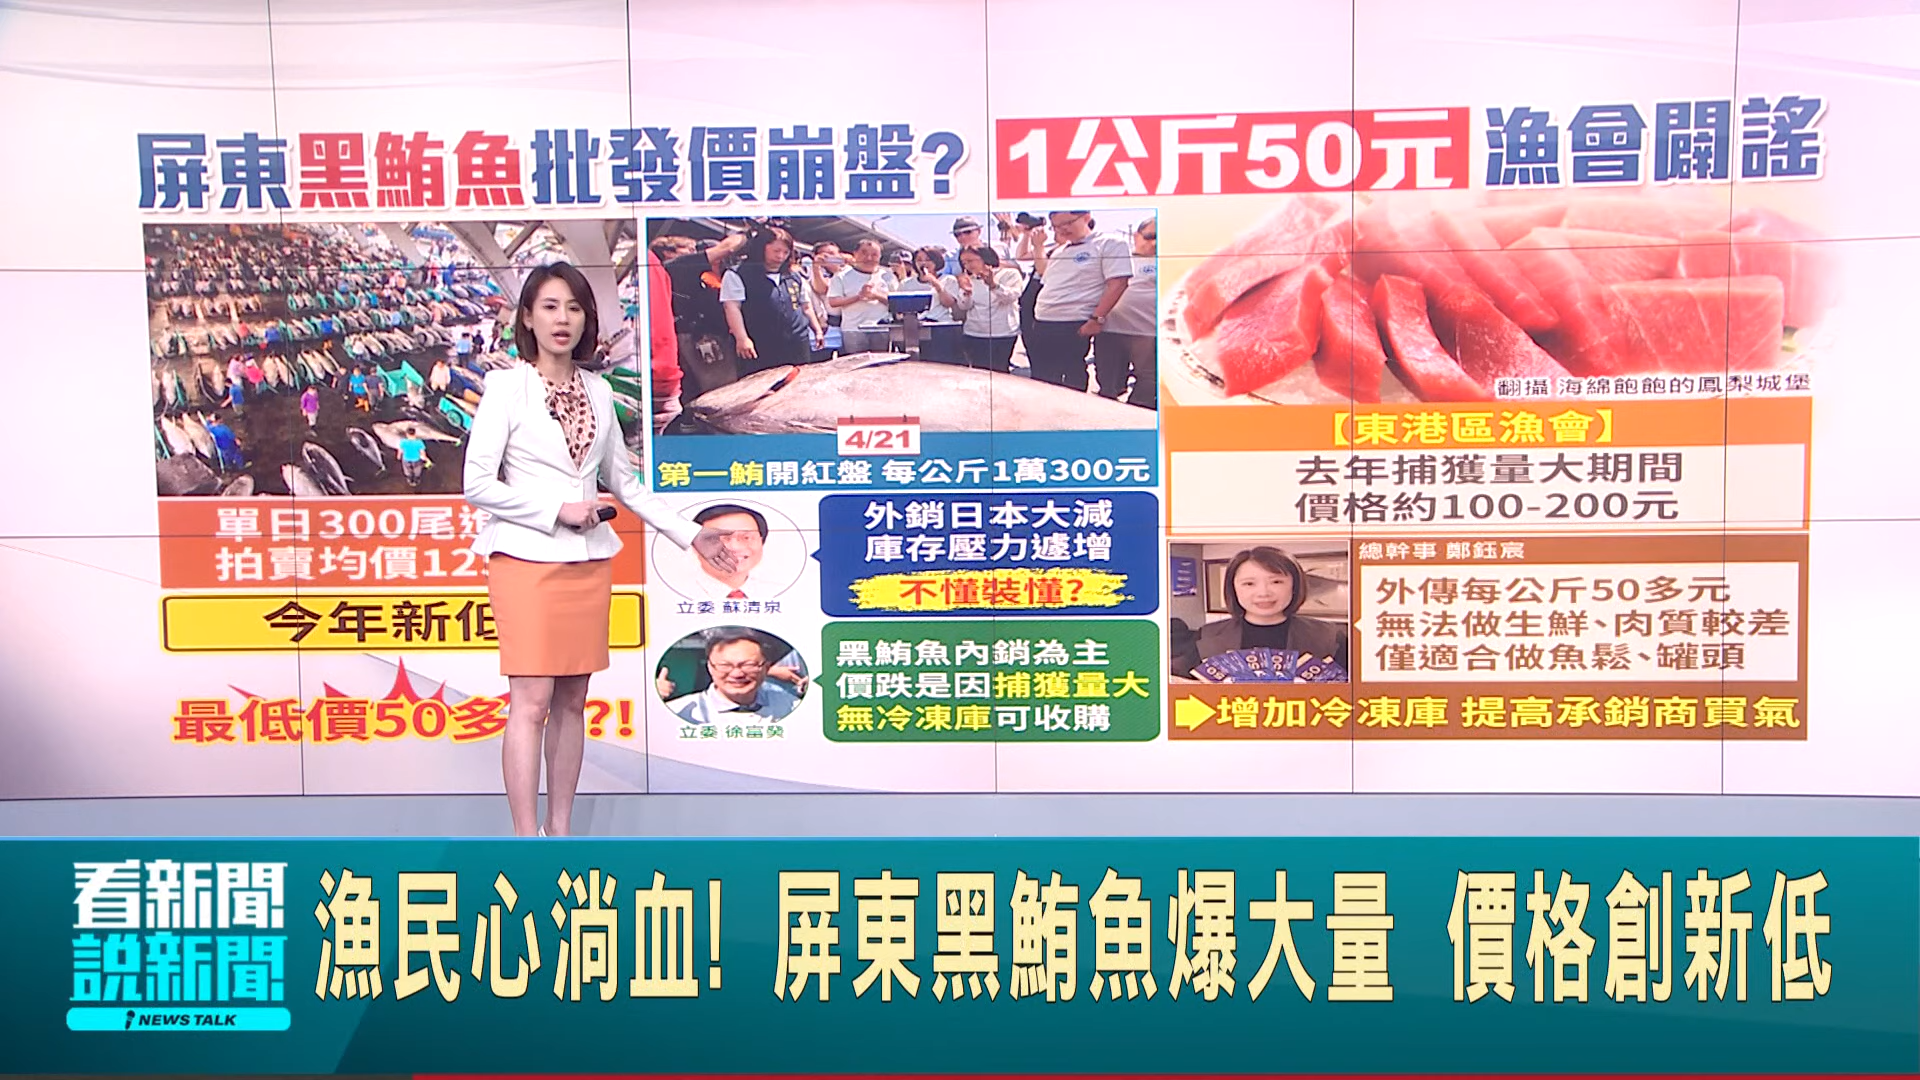 屏東黑鮪魚批發價崩盤? 1公斤50元 漁會闢謠
單日300尾進
拍賣均價12
今年新低
最低價50多 ?!
4/21
第一鮪開紅盤 每公斤1萬300元
立委 蘇清泉
外銷日本大減
庫存壓力遽增
不懂裝懂?
立委 徐富癸
黑鮪魚內銷為主
價跌是因捕獲量大
無冷凍庫可收購
翻攝 海綿飽飽的鳳梨城堡
【東港區漁會】
去年捕獲量大期間
價格約100-200元
總幹事 鄭鈺宸
外傳每公斤50多元
無法做生鮮、肉質較差
僅適合做魚鬆、罐頭
增加冷凍庫 提高承銷商買氣
看新聞
說新聞
NEWS TALK
漁民心淌血! 屏東黑鮪魚爆大量 價格創新低